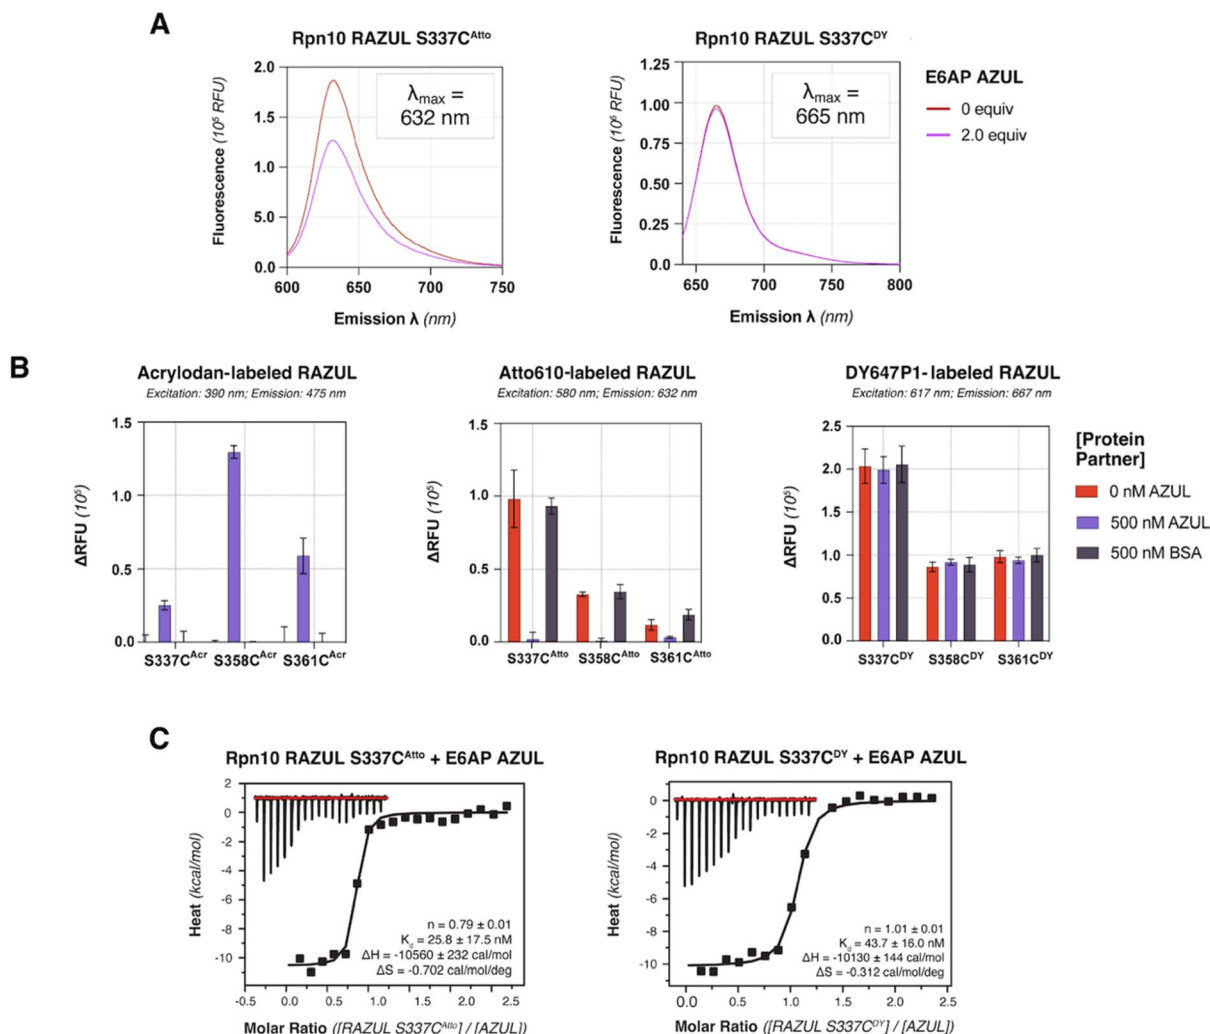 A
Rpn10 RAZUL S337C^Atto
Fluorescence (10⁵ RFU)
2.0
1.5
1.0
5.0
0.0
λmax =
632 nm
600 650 700 750
Emission λ (nm)
Rpn10 RAZUL S337C^DY
Fluorescence (10⁶ RFU)
1.25
1.00
0.75
0.50
0.25
0.0
λmax =
665 nm
650 700 750 800
Emission λ (nm)
E6AP AZUL
0 equiv
2.0 equiv
B
Acrylodan-labeled RAZUL
Excitation: 390 nm; Emission: 475 nm
ΔRFU (10⁵)
1.5
1.0
0.5
0.0
S337C^Acr S358C^Acr S361C^Acr
Atto610-labeled RAZUL
Excitation: 580 nm; Emission: 632 nm
ΔRFU (10⁵)
1.5
1.0
0.5
0.0
S337C^Atto S358C^Atto S361C^Atto
DY647P1-labeled RAZUL
Excitation: 617 nm; Emission: 667 nm
ΔRFU (10⁵)
2.5
2.0
1.5
1.0
0.5
0.0
S337C^DY S358C^DY S361C^DY
[Protein
Partner]
0 nM AZUL
500 nM AZUL
500 nM BSA
C
Rpn10 RAZUL S337C^Atto + E6AP AZUL
Heat (kcal/mol)
2
0
-2
-4
-6
-8
-10
n = 0.79 ± 0.01
Kd = 25.8 ± 17.5 nM
ΔH = -10560 ± 232 cal/mol
ΔS = -0.702 cal/mol/deg
-0.5 0.0 0.5 1.0 1.5 2.0 2.5
Molar Ratio ([RAZUL S337C^Atto] / [AZUL])
Rpn10 RAZUL S337C^DY + E6AP AZUL
Heat (kcal/mol)
0
-2
-4
-6
-8
-10
n = 1.01 ± 0.01
Kd = 43.7 ± 16.0 nM
ΔH = -10130 ± 144 cal/mol
ΔS = -0.312 cal/mol/deg
0.0 0.5 1.0 1.5 2.0 2.5
Molar Ratio ([RAZUL S337C^DY] / [AZUL])